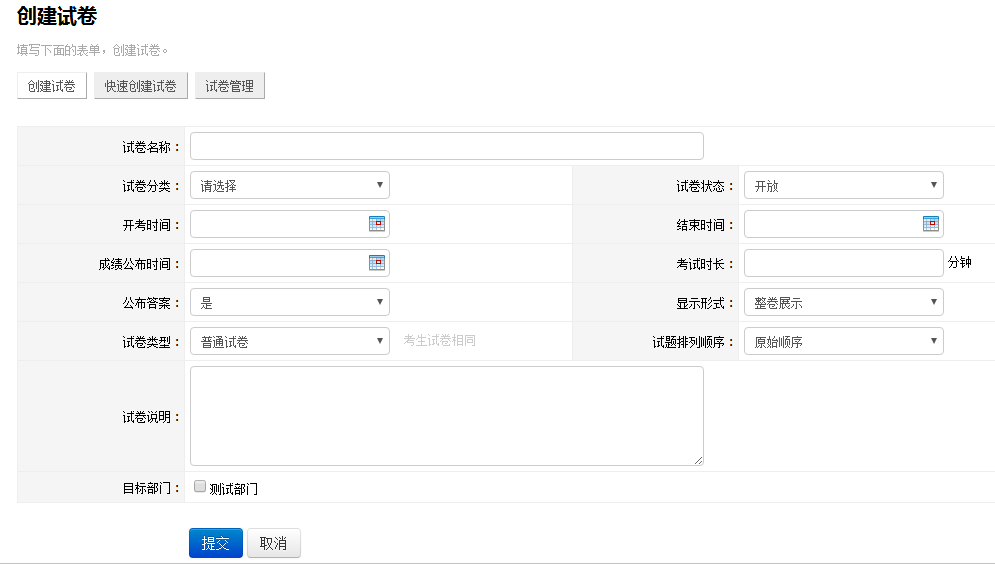 创建试卷
填写下面的表单，创建试卷。
创建试卷 快速创建试卷 试卷管理
试卷名称：
试卷分类： 请选择 试卷状态： 开放
开考时间： 结束时间：
成绩公布时间： 考试时长： 分钟
公布答案： 是 显示形式： 整卷展示
试卷类型： 普通试卷 考生试卷相同 试题排列顺序： 原始顺序
试卷说明：
目标部门： 测试部门
提交 取消